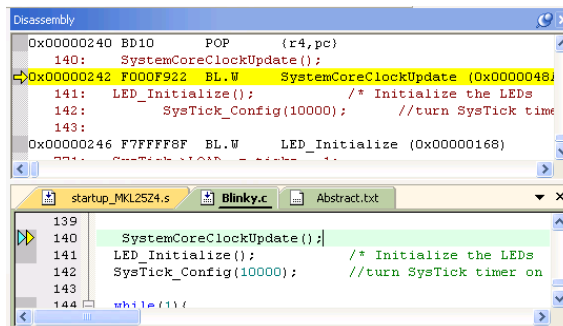 Disassembly
0x00000240 BD10 POP {r4,pc}
140: SystemCoreClockUpdate();
0x00000242 F000F922 BL.W SystemCoreClockUpdate (0x0000048
141: LED_Initialize(); /* Initialize the LEDs
142: SysTick_Config(10000); //turn SysTick time
143:
0x00000246 F7FFFF8F BL.W LED_Initialize (0x00000168)
startup_MKL25Z4.s Blinky.c Abstract.txt
139
140 SystemCoreClockUpdate();
141 LED_Initialize(); /* Initialize the LEDs
142 SysTick_Config(10000); //turn SysTick timer on
143
144 while(1){